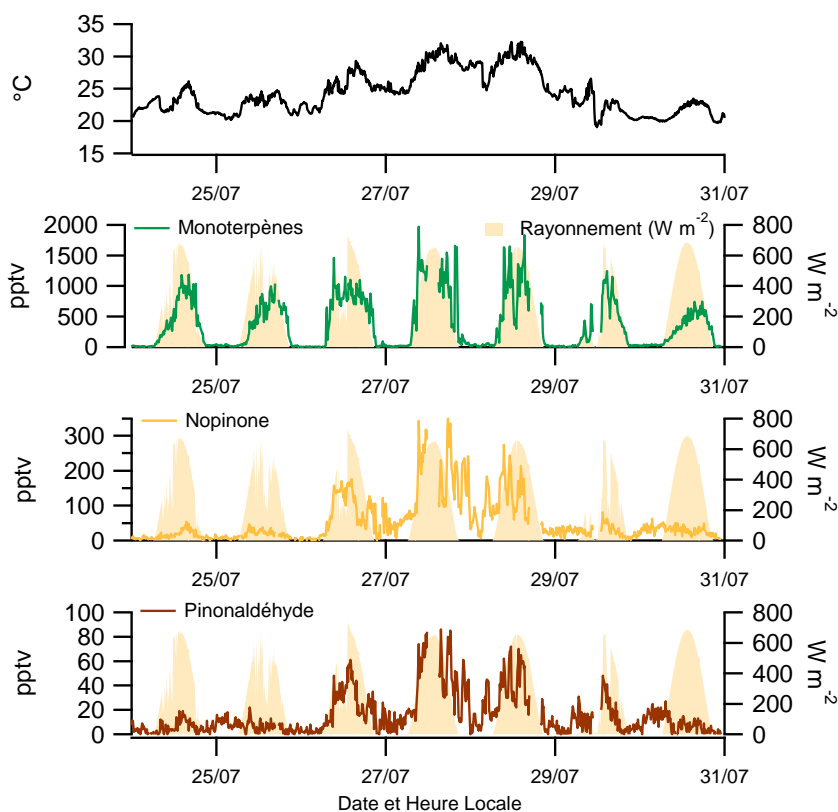 35
30
25
20
15
°C
25/07 27/07 29/07 31/07
2000
1500
1000
500
0
pptv
Monoterpènes
Rayonnement (W m-2)
800
600
400
200
0
W m-2
25/07 27/07 29/07 31/07
300
200
100
0
pptv
Nopinone
800
600
400
200
0
W m-2
25/07 27/07 29/07 31/07
100
80
60
40
20
0
pptv
Pinonaldéhyde
800
600
400
200
0
W m-2
25/07 27/07 29/07 31/07
Date et Heure Locale